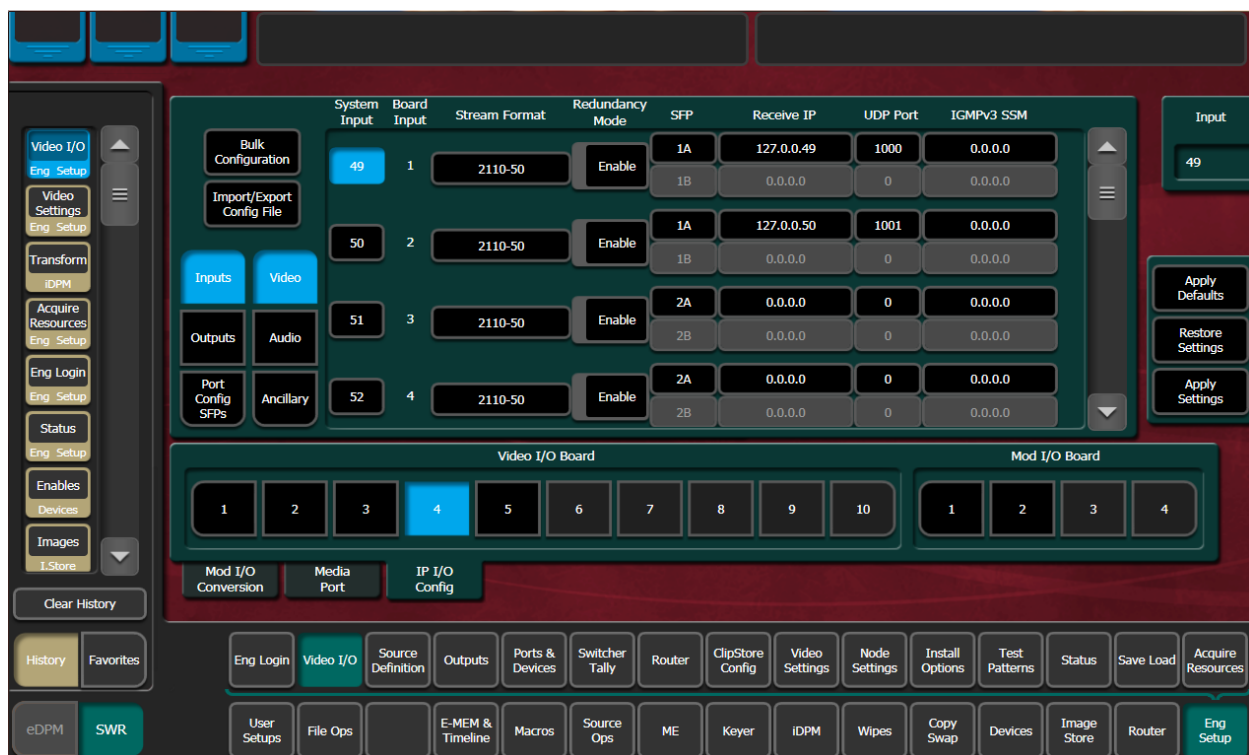 System Input
Board Input
Stream Format
Redundancy Mode
SFP
Receive IP
UDP Port
IGMPv3 SSM
Input
49
Video I/O
Eng Setup
Video Settings
Eng Setup
Transform
iDPM
Acquire Resources
Eng Setup
Eng Login
Eng Setup
Status
Eng Setup
Enables
Devices
Images
I.Store
Clear History
History
Favorites
eDPM
SWR
Bulk Configuration
Import/Export Config File
Inputs
Video
Outputs
Audio
Port Config SFPs
Ancillary
49 1 2110-50 Enable 1A 127.0.0.49 1000 0.0.0.0
1B 0.0.0.0 0 0.0.0.0
50 2 2110-50 Enable 1A 127.0.0.50 1001 0.0.0.0
1B 0.0.0.0 0 0.0.0.0
51 3 2110-50 Enable 2A 0.0.0.0 0 0.0.0.0
2B 0.0.0.0 0 0.0.0.0
52 4 2110-50 Enable 2A 0.0.0.0 0 0.0.0.0
2B 0.0.0.0 0 0.0.0.0
Apply Defaults
Restore Settings
Apply Settings
Video I/O Board
1 2 3 4 5 6 7 8 9 10
Mod I/O Board
1 2 3 4
Mod I/O Conversion
Media Port
IP I/O Config
Eng Login
Video I/O
Source Definition
Outputs
Ports & Devices
Switcher Tally
Router
ClipStore Config
Video Settings
Node Settings
Install Options
Test Patterns
Status
Save Load
Acquire Resources
User Setups
File Ops
E-MEM & Timeline
Macros
Source Ops
ME
Keyer
iDPM
Wipes
Copy Swap
Devices
Image Store
Router
Eng Setup